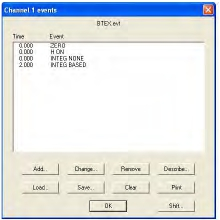 Channel 1 events
BTEX.evt
Time Event
0.000 ZERO
0.000 H ON
0.000 INTEG NONE
2.000 INTEG BASED
Add.. Change... Remove Describe...
Load... Save... Clear Print
OK Shift...